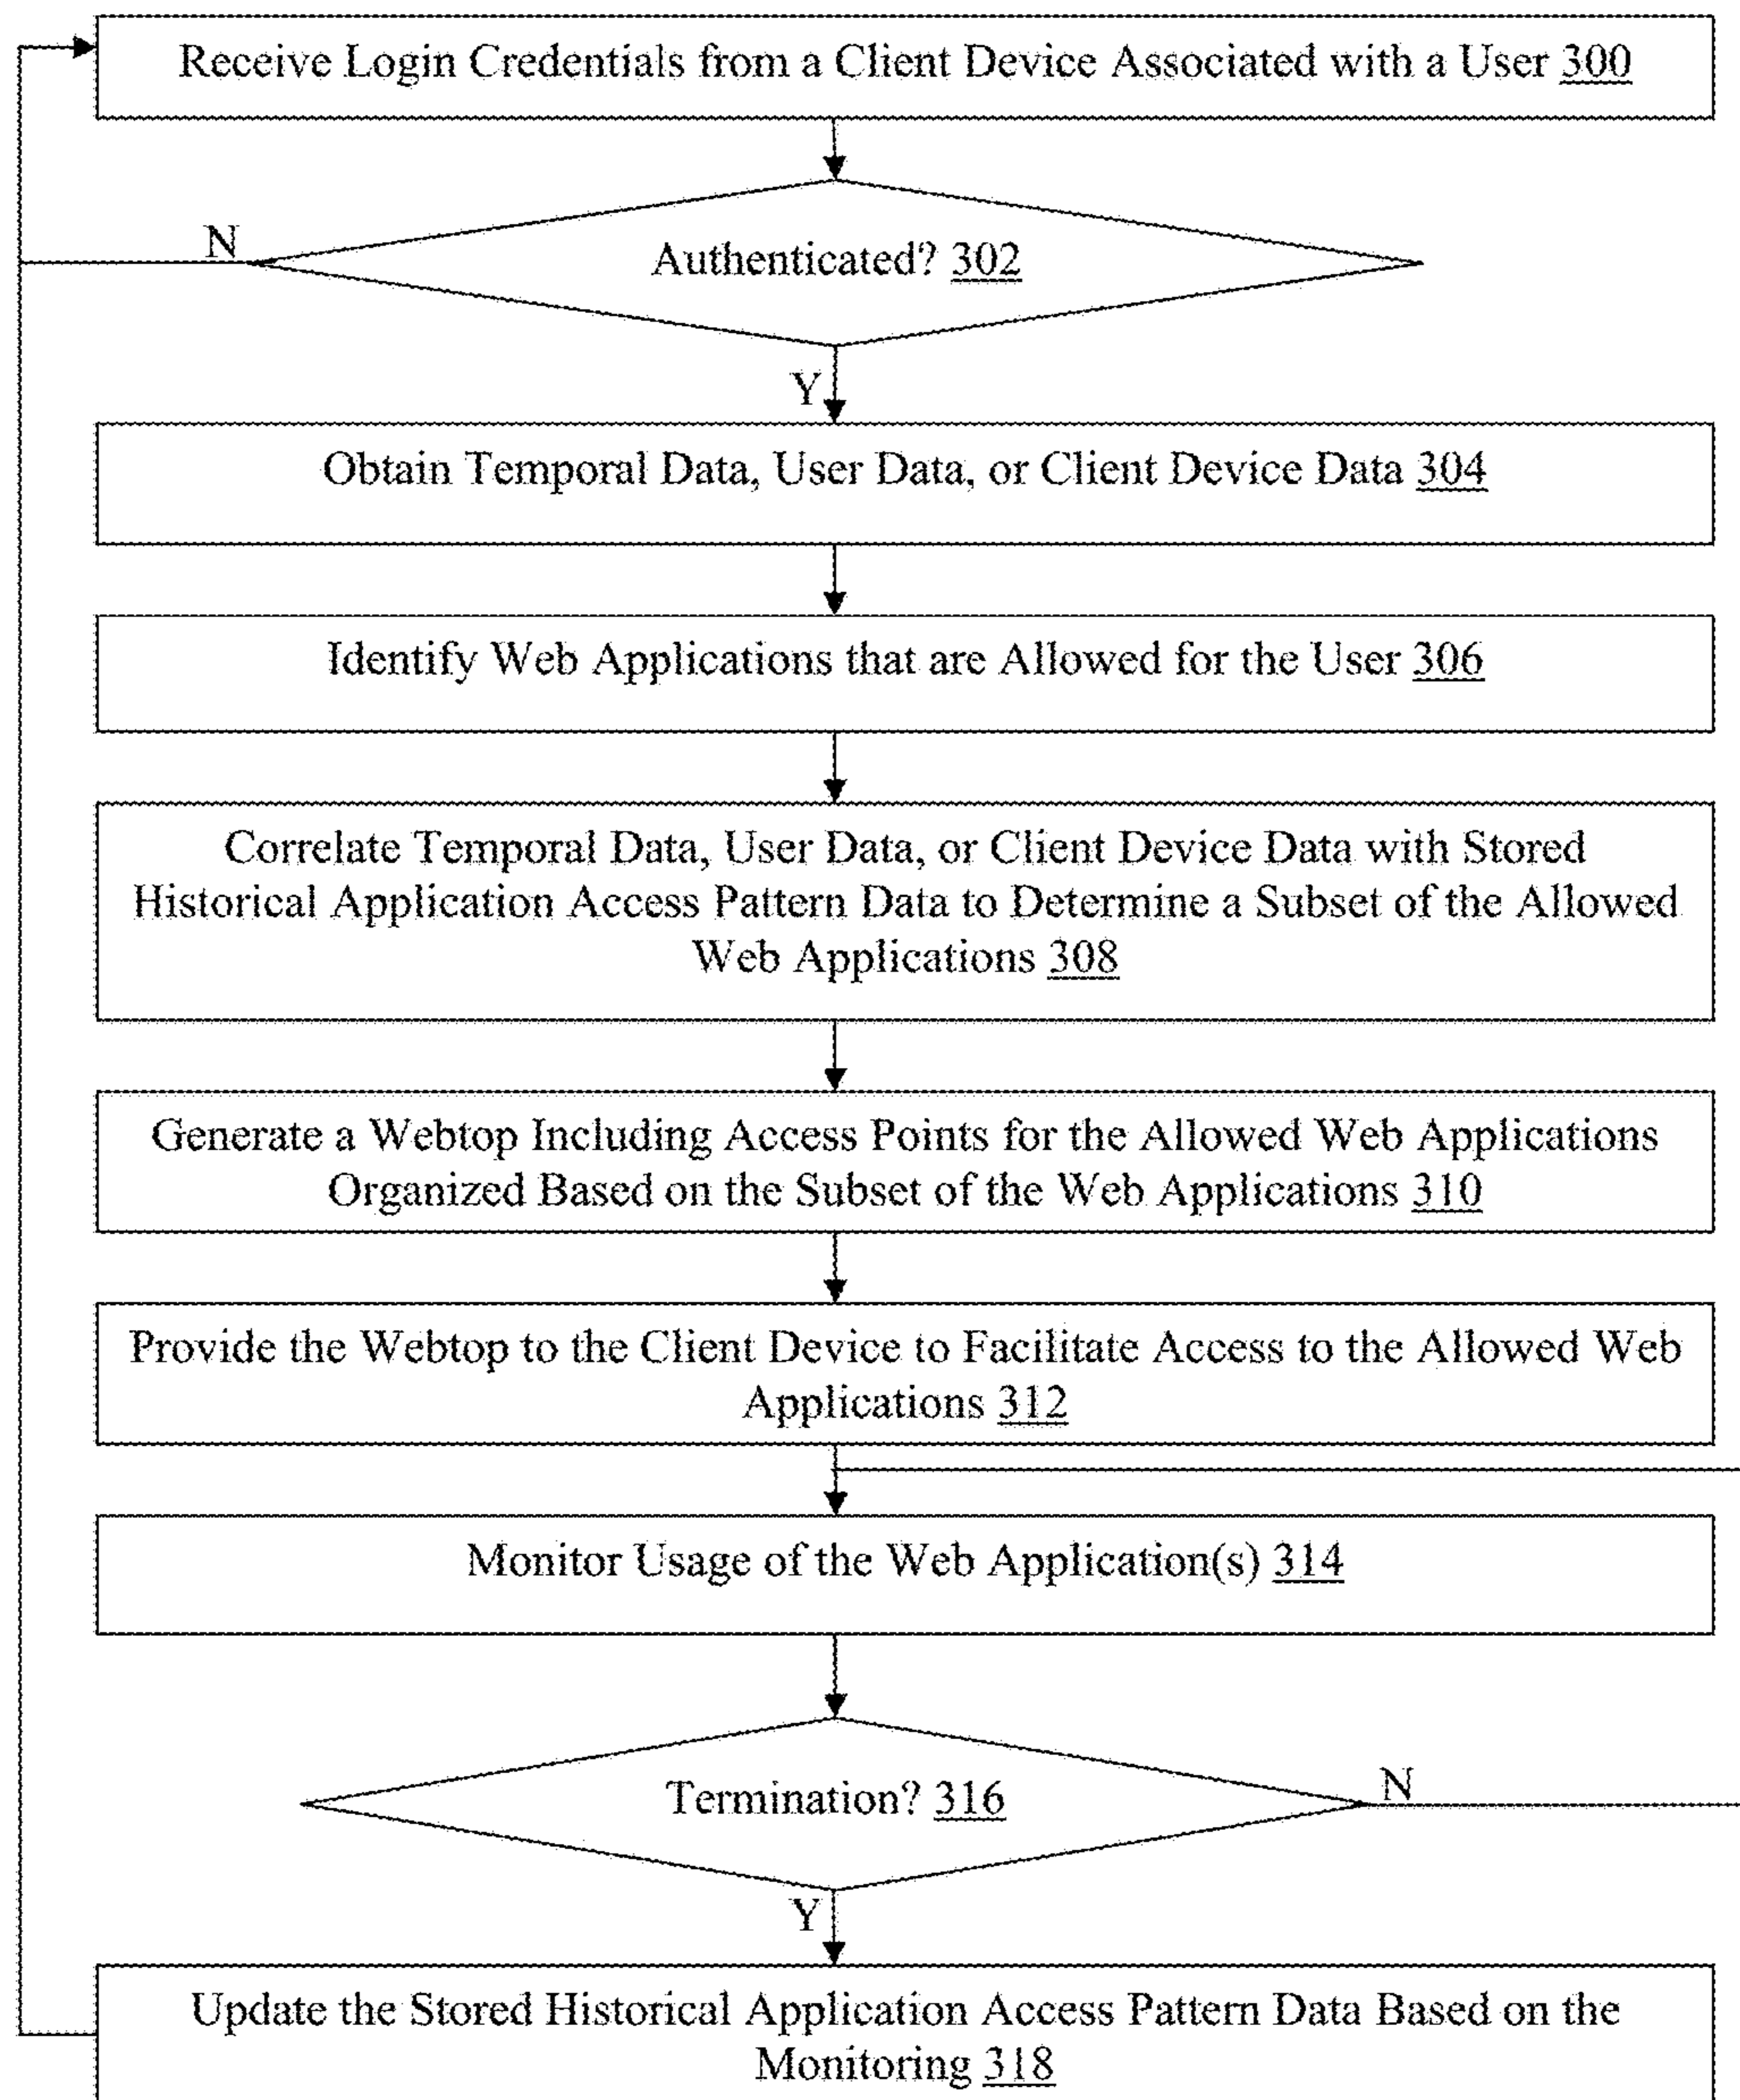 Receive Login Credentials from a Client Device Associated with a User 300
N
Authenticated? 302
Y
Obtain Temporal Data, User Data, or Client Device Data 304
Identify Web Applications that are Allowed for the User 306
Correlate Temporal Data, User Data, or Client Device Data with Stored
Historical Application Access Pattern Data to Determine a Subset of the Allowed
Web Applications 308
Generate a Webtop Including Access Points for the Allowed Web Applications
Organized Based on the Subset of the Web Applications 310
Provide the Webtop to the Client Device to Facilitate Access to the Allowed Web
Applications 312
Monitor Usage of the Web Application(s) 314
Termination? 316
N
Y
Update the Stored Historical Application Access Pattern Data Based on the
Monitoring 318